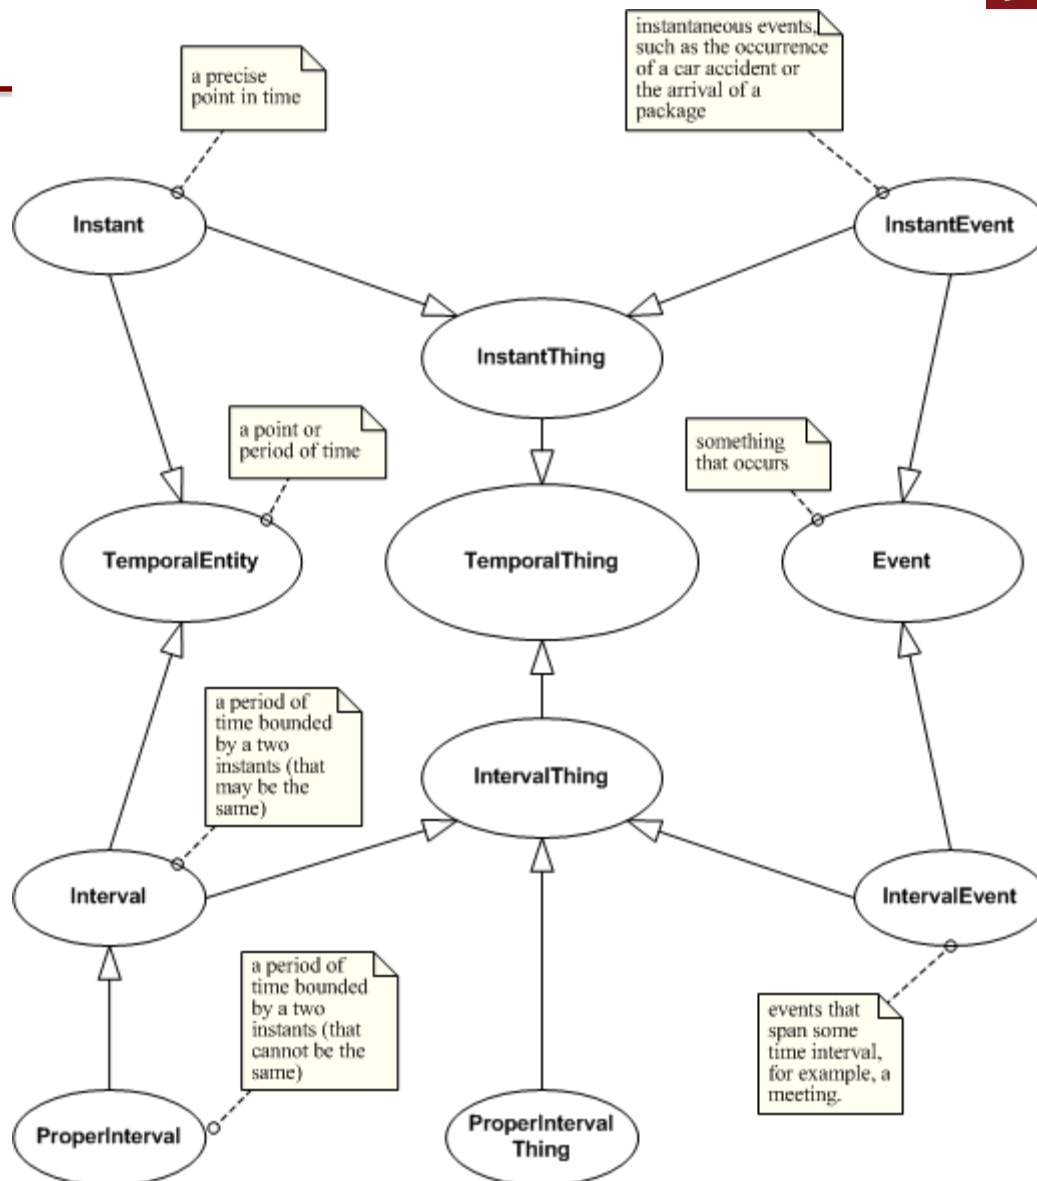 a precise
point in time
instantaneous events,
such as the occurrence
of a car accident or
the arrival of a
package
Instant
InstantEvent
InstantThing
a point or
period of time
something
that occurs
TemporalEntity
TemporalThing
Event
a period of
time bounded
by a two
instants (that
may be the
same)
IntervalThing
Interval
IntervalEvent
a period of
time bounded
by a two
instants (that
cannot be the
same)
events that
span some
time interval,
for example, a
meeting.
ProperInterval
ProperInterval
Thing